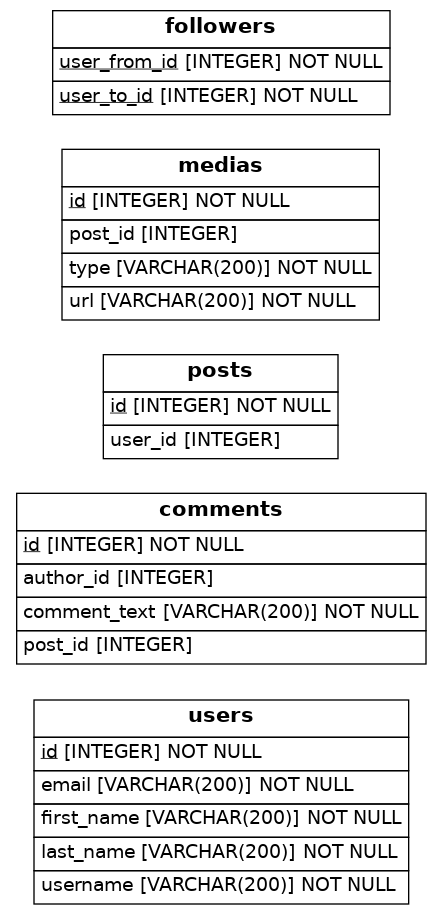 followers
user_from_id [INTEGER] NOT NULL
user_to_id [INTEGER] NOT NULL
medias
id [INTEGER] NOT NULL
post_id [INTEGER]
type [VARCHAR(200)] NOT NULL
url [VARCHAR(200)] NOT NULL
posts
id [INTEGER] NOT NULL
user_id [INTEGER]
comments
id [INTEGER] NOT NULL
author_id [INTEGER]
comment_text [VARCHAR(200)] NOT NULL
post_id [INTEGER]
users
id [INTEGER] NOT NULL
email [VARCHAR(200)] NOT NULL
first_name [VARCHAR(200)] NOT NULL
last_name [VARCHAR(200)] NOT NULL
username [VARCHAR(200)] NOT NULL